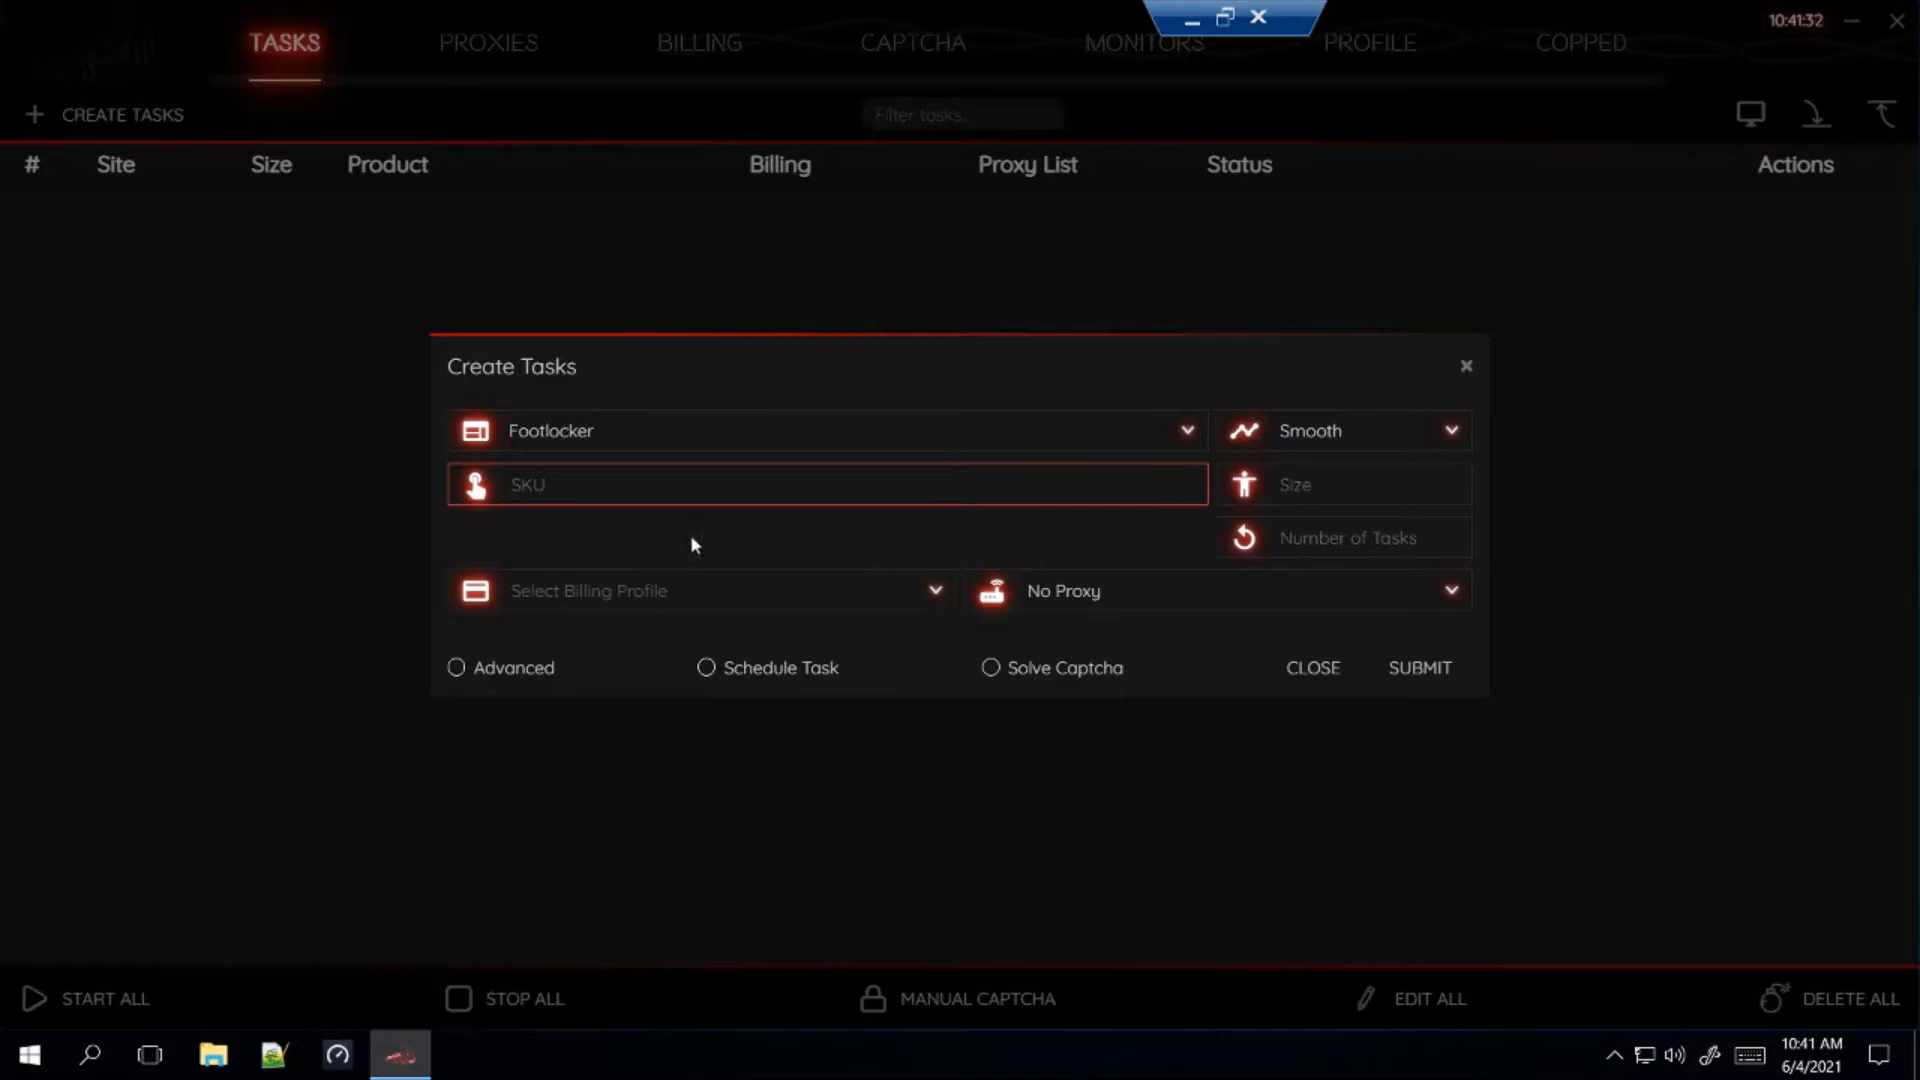 10:41:32
TASKS PROXIES BILLING CAPTCHA MONITORS PROFILE COPPED
CREATE TASKS Filter tasks..
# Site Size Product Billing Proxy List Status Actions
Create Tasks
Footlocker Smooth
SKU Size
Number of Tasks
Select Billing Profile No Proxy
Advanced Schedule Task Solve Captcha CLOSE SUBMIT
START ALL STOP ALL MANUAL CAPTCHA EDIT ALL DELETE ALL
10:41 AM
6/4/2021